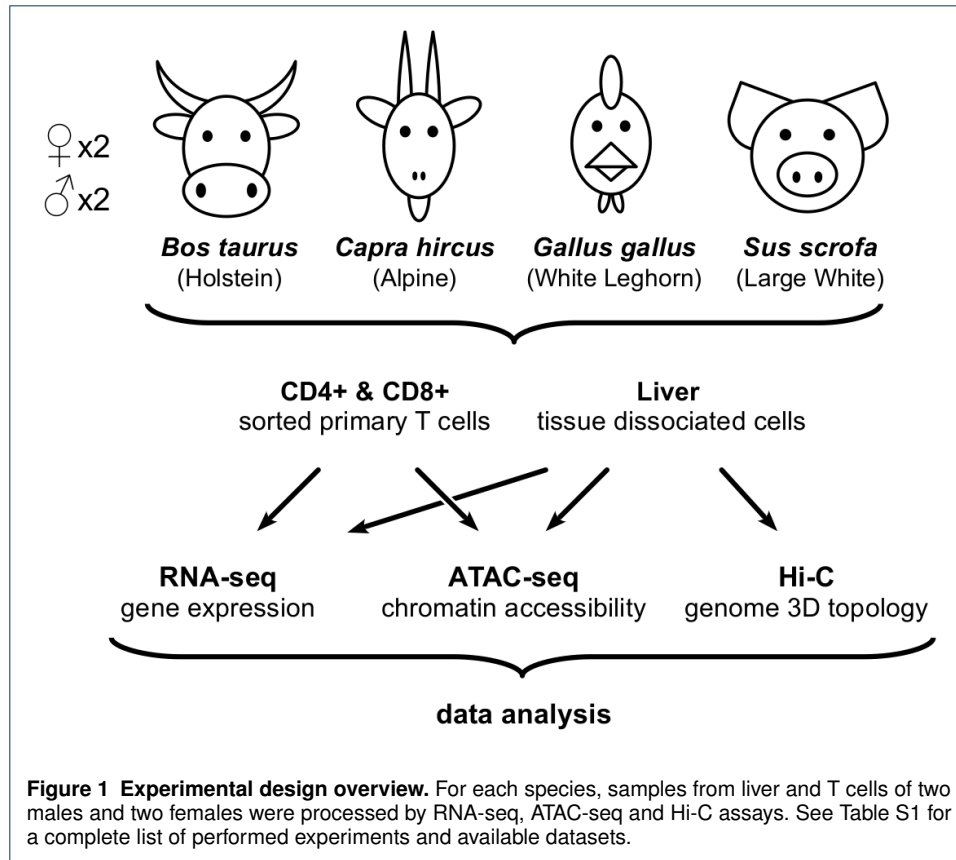 ♀x2
♂x2
Bos taurus Capra hircus Gallus gallus Sus scrofa
(Holstein) (Alpine) (White Leghorn) (Large White)
CD4+ & CD8+ Liver
sorted primary T cells tissue dissociated cells
RNA-seq ATAC-seq Hi-C
gene expression chromatin accessibility genome 3D topology
data analysis
Figure 1 Experimental design overview. For each species, samples from liver and T cells of two
males and two females were processed by RNA-seq, ATAC-seq and Hi-C assays. See Table S1 for
a complete list of performed experiments and available datasets.